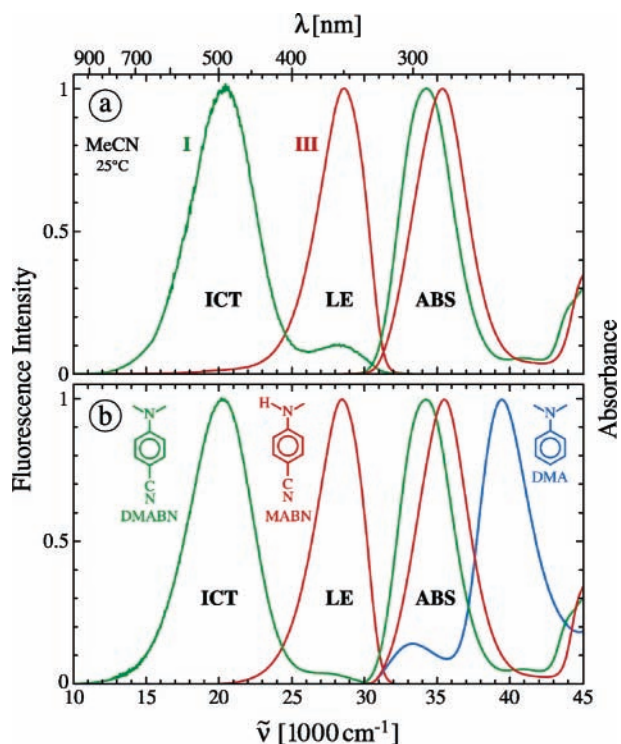 λ [nm]
900 700 600 500 400 300
1
ⓐ
MeCN
25°C
I
III
0.5
ICT
LE
ABS
0
Fluorescence Intensity
Absorbance
1
ⓑ
N
H N
N
C
N
DMABN
C
N
MABN
DMA
0.5
ICT
LE
ABS
0
10 15 20 25 30 35 40 45
ν̃ [1000 cm⁻¹]